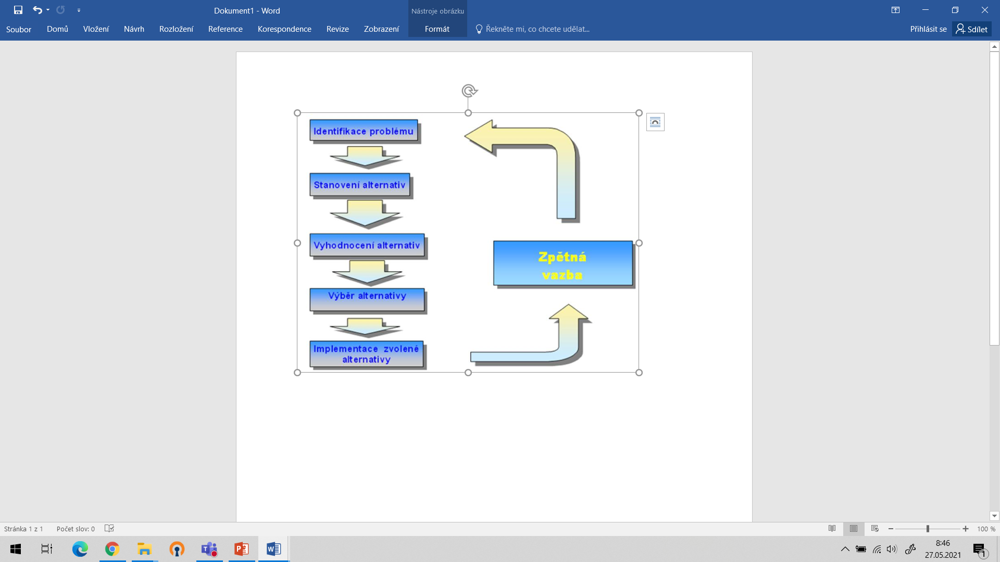 Dokument1 - Word
Nástroje obrázku
Soubor
Domů
Vložení
Návrh
Rozložení
Reference
Korespondence
Revize
Zobrazení
Formát
Řekněte mi, co chcete udělat...
Přihlásit se
Sdílet
Identifikace problému
Stanovení alternativ
Vyhodnocení alternativ
Výběr alternativy
Implementace zvolené
alternativy
Zpětná
vazba
Stránka 1 z 1
Počet slov: 0
100 %
8:46
27.05.2021
1